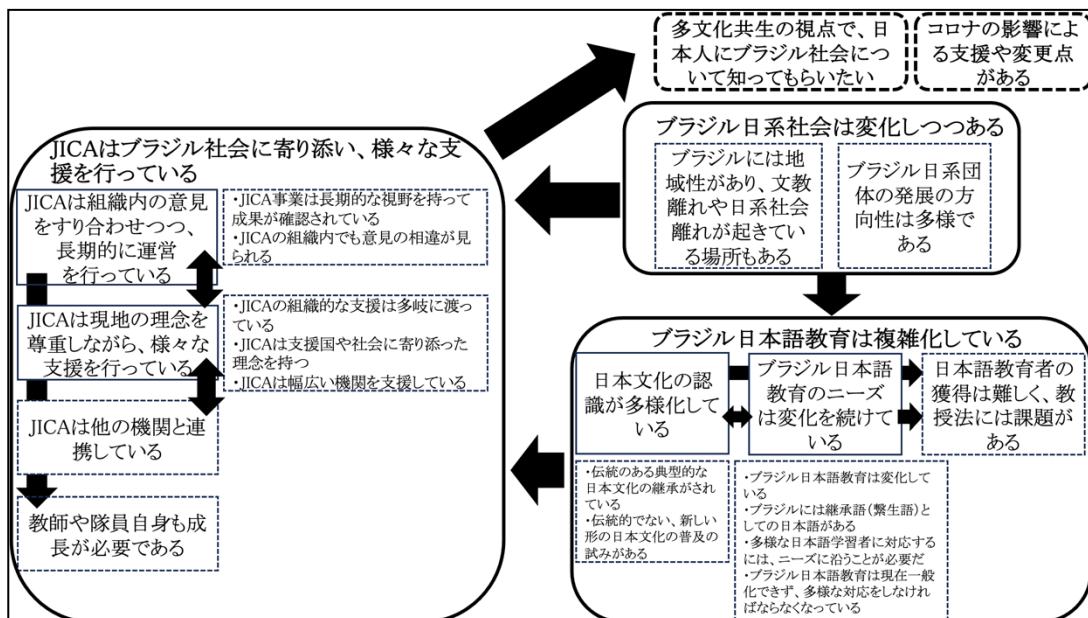 多文化共生の視点で、日
本人にブラジル社会につ
いて知ってもらいたい
コロナの影響によ
る支援や変更点
がある
JICAはブラジル社会に寄り添い、様々な支
援を行っている
JICAは組織内の意見
をすり合わせつつ、
長期的に運営
を行っている
・JICA事業は長期的な視野を持って
成果が確認されている
・JICAの組織内でも意見の相違が見
られる
JICAは現地の理念を
尊重しながら、様々な
支援を行っている
・JICAの組織的な支援は多岐に渡っ
ている
・JICAは支援国や社会に寄り添った
理念を持つ
・JICAは幅広い機関を支援している
JICAは他の機関と連
携している
教師や隊員自身も成
長が必要である
ブラジル日系社会は変化しつつある
ブラジルには地
域性があり、文教
離れや日系社会
離れが起きてい
る場所もある
ブラジル日系団
体の発展の方
向性は多様で
ある
ブラジル日本語教育は複雑化している
日本文化の認
識が多様化して
いる
ブラジル日本語
教育のニーズ
は変化を続けて
いる
日本語教育者の
獲得は難しく、教
授法には課題が
ある
・伝統のある典型的な
日本文化の継承がされ
ている
・伝統的でない、新しい
形の日本文化の普及の
試みがある
・ブラジル日本語教育は変化して
いる
・ブラジルには継承語(繋生語)と
しての日本語がある
・多様な日本語学習者に対応する
には、ニーズに沿うことが必要だ
・ブラジル日本語教育は現在一般
化できず、多様な対応をしなけれ
ばならなくなっている